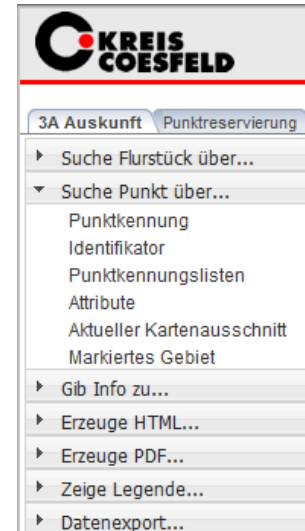 KREIS
COESFELD
3A Auskunft Punktreservierung
Suche Flurstück über...
Suche Punkt über...
Punktkennung
Identifikator
Punktkennungslisten
Attribute
Aktueller Kartenausschnitt
Markiertes Gebiet
Gib Info zu...
Erzeuge HTML...
Erzeuge PDF...
Zeige Legende...
Datenexport...